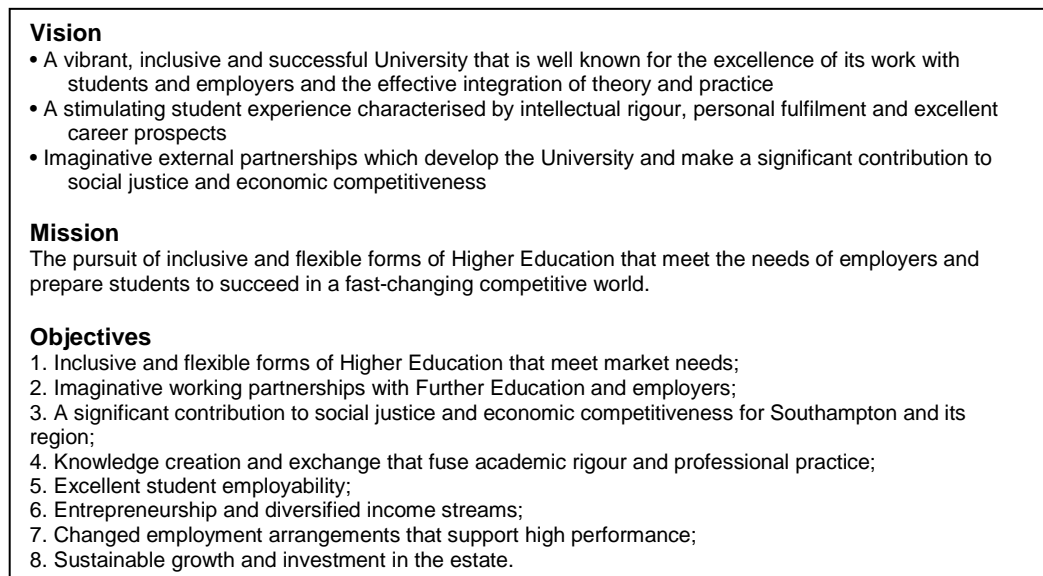 Vision
• A vibrant, inclusive and successful University that is well known for the excellence of its work with
students and employers and the effective integration of theory and practice
• A stimulating student experience characterised by intellectual rigour, personal fulfilment and excellent
career prospects
• Imaginative external partnerships which develop the University and make a significant contribution to
social justice and economic competitiveness
Mission
The pursuit of inclusive and flexible forms of Higher Education that meet the needs of employers and
prepare students to succeed in a fast-changing competitive world.
Objectives
1. Inclusive and flexible forms of Higher Education that meet market needs;
2. Imaginative working partnerships with Further Education and employers;
3. A significant contribution to social justice and economic competitiveness for Southampton and its
region;
4. Knowledge creation and exchange that fuse academic rigour and professional practice;
5. Excellent student employability;
6. Entrepreneurship and diversified income streams;
7. Changed employment arrangements that support high performance;
8. Sustainable growth and investment in the estate.